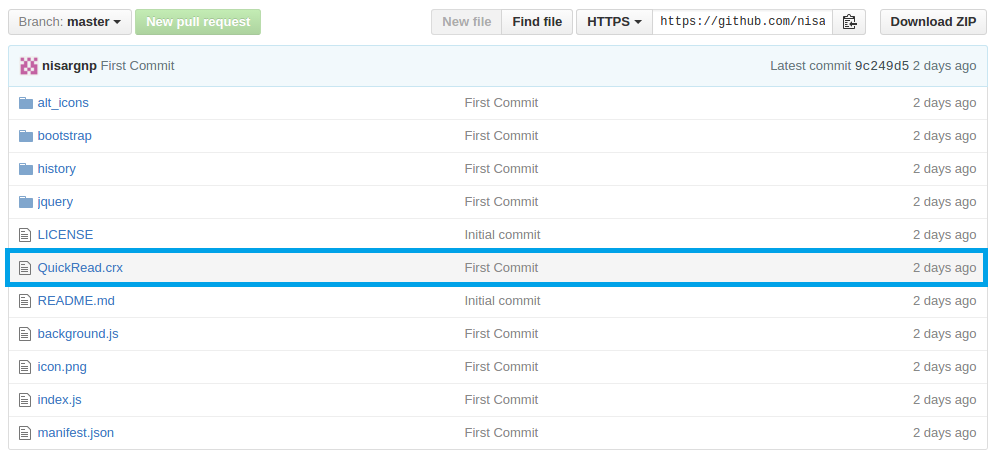 Branch: master New pull request New file Find file HTTPS https://github.com/nisa Download ZIP
nisargnp First Commit Latest commit 9c249d5 2 days ago
alt_icons First Commit 2 days ago
bootstrap First Commit 2 days ago
history First Commit 2 days ago
jquery First Commit 2 days ago
LICENSE Initial commit 2 days ago
QuickRead.crx First Commit 2 days ago
README.md Initial commit 2 days ago
background.js First Commit 2 days ago
icon.png First Commit 2 days ago
index.js First Commit 2 days ago
manifest.json First Commit 2 days ago